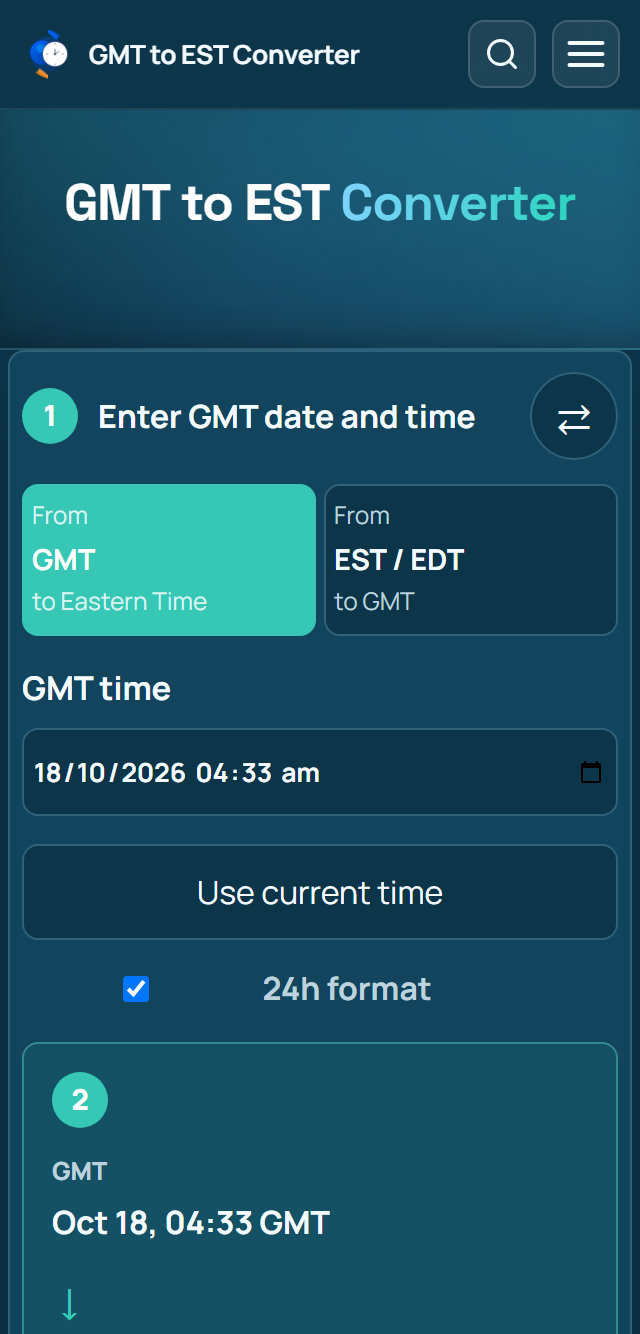 GMT to EST Converter
GMT to EST Converter
1 Enter GMT date and time
From
GMT
to Eastern Time
From
EST / EDT
to GMT
GMT time
18/10/2026 04:33 am
Use current time
24h format
2
GMT
Oct 18, 04:33 GMT
↓